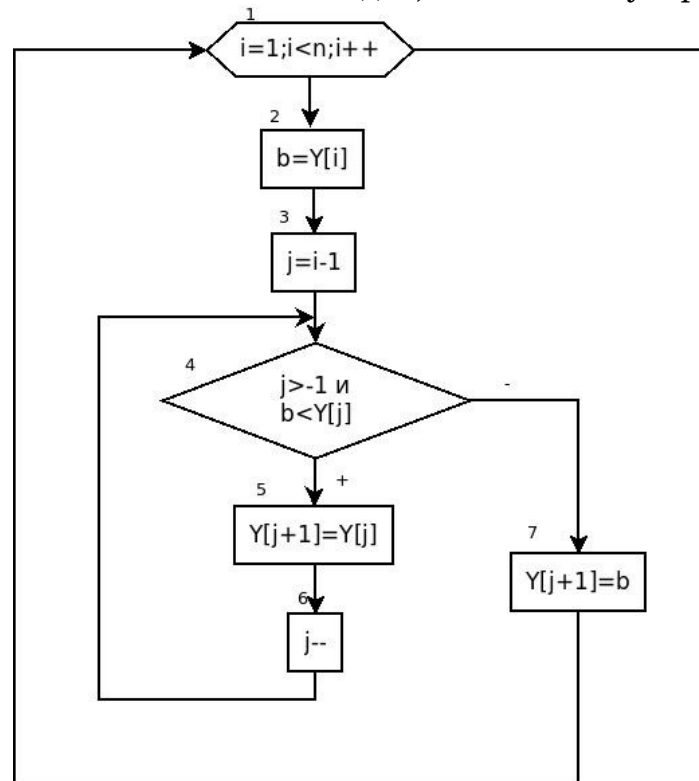 1
i=1;i<n;i++
2
b=Y[i]
3
j=i-1
4
j>-1 и
b<Y[j]
-
+
5
Y[j+1]=Y[j]
7
Y[j+1]=b
6
j--